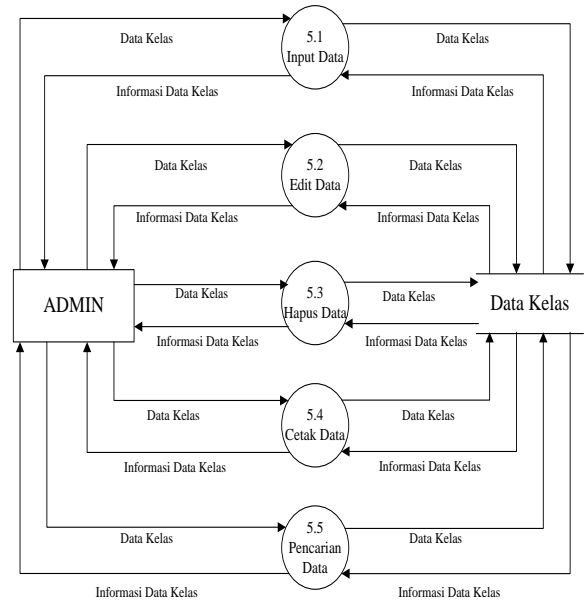 5.1
Input Data
Data Kelas
Data Kelas
Informasi Data Kelas
Informasi Data Kelas
5.2
Edit Data
Data Kelas
Data Kelas
Informasi Data Kelas
Informasi Data Kelas
ADMIN
5.3
Hapus Data
Data Kelas
Data Kelas
Data Kelas
Informasi Data Kelas
Informasi Data Kelas
5.4
Cetak Data
Data Kelas
Data Kelas
Informasi Data Kelas
Informasi Data Kelas
5.5
Pencarian
Data
Data Kelas
Data Kelas
Informasi Data Kelas
Informasi Data Kelas